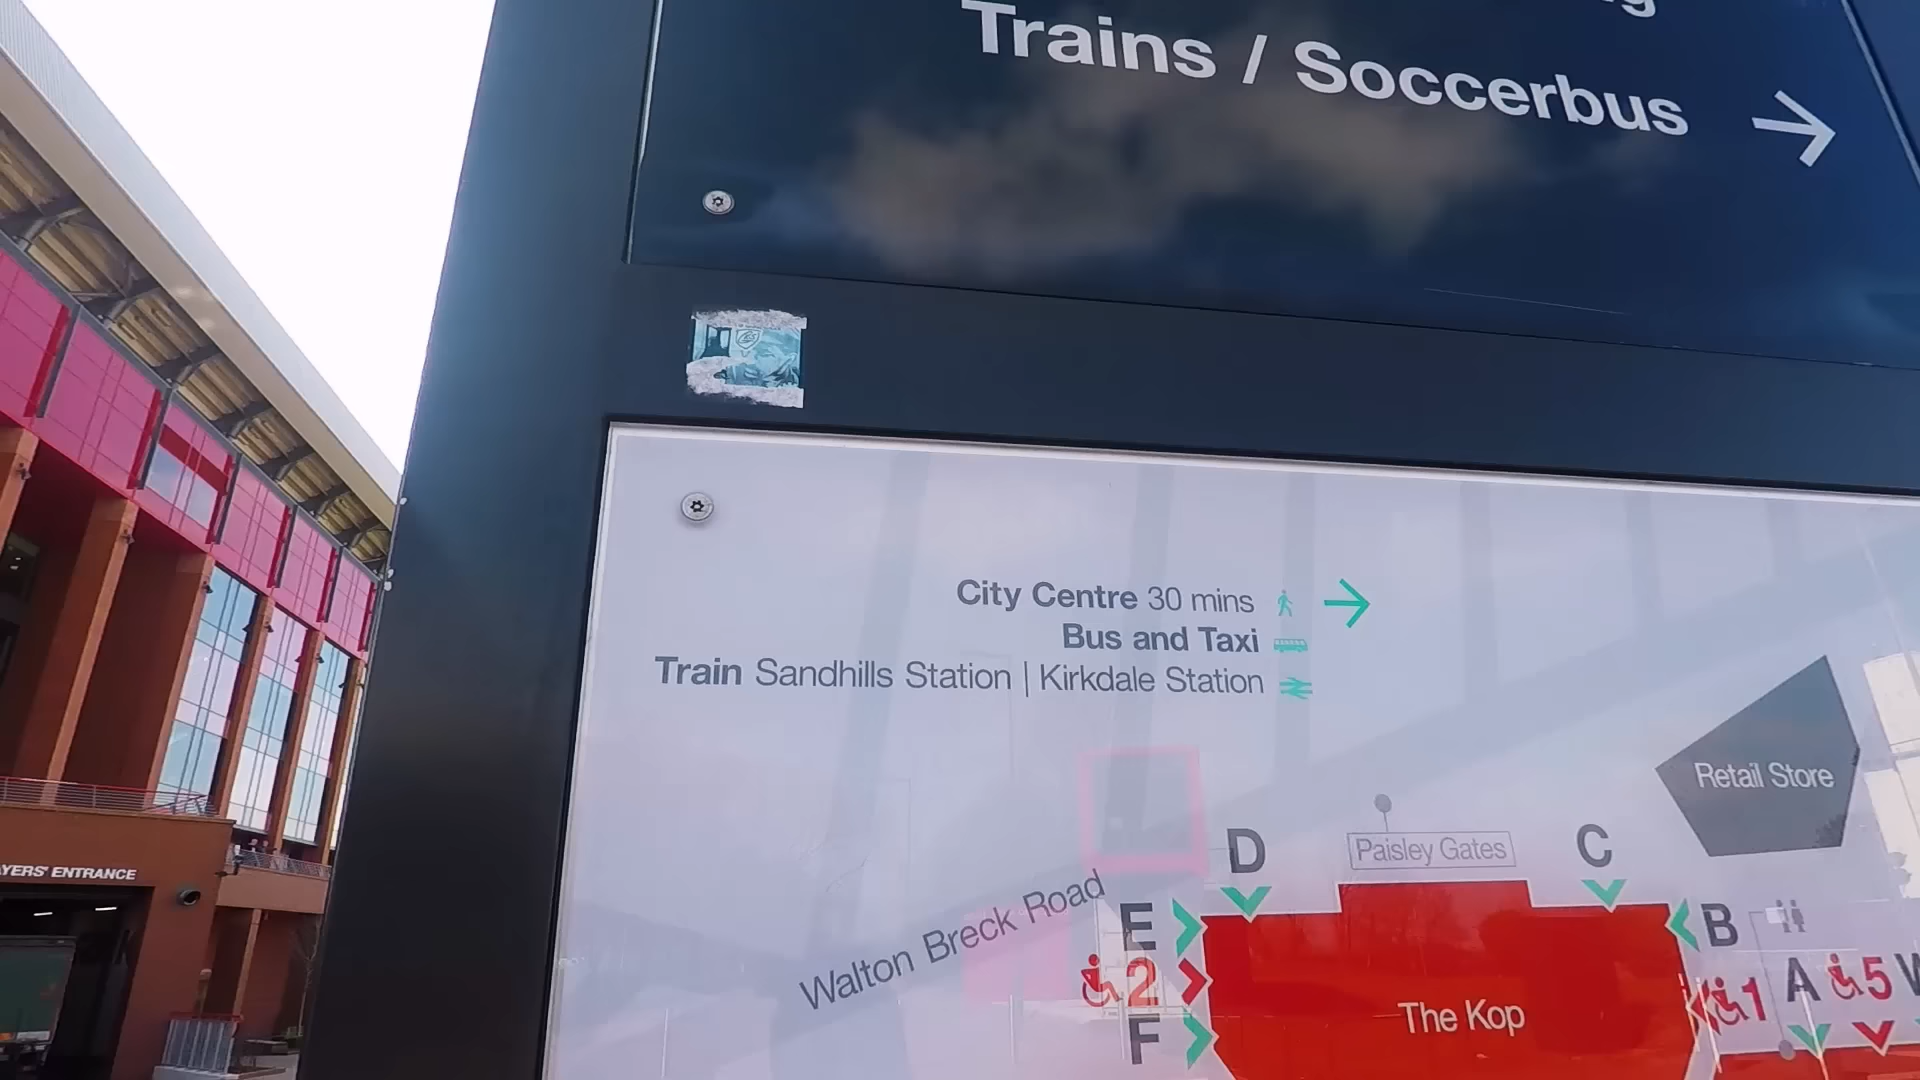 Trains / Soccerbus
City Centre 30 mins
Bus and Taxi
Train Sandhills Station | Kirkdale Station
Retail Store
D
Paisley Gates
C
Walton Breck Road
E
B
2
1
A
5
F
The Kop
ENTRANCE